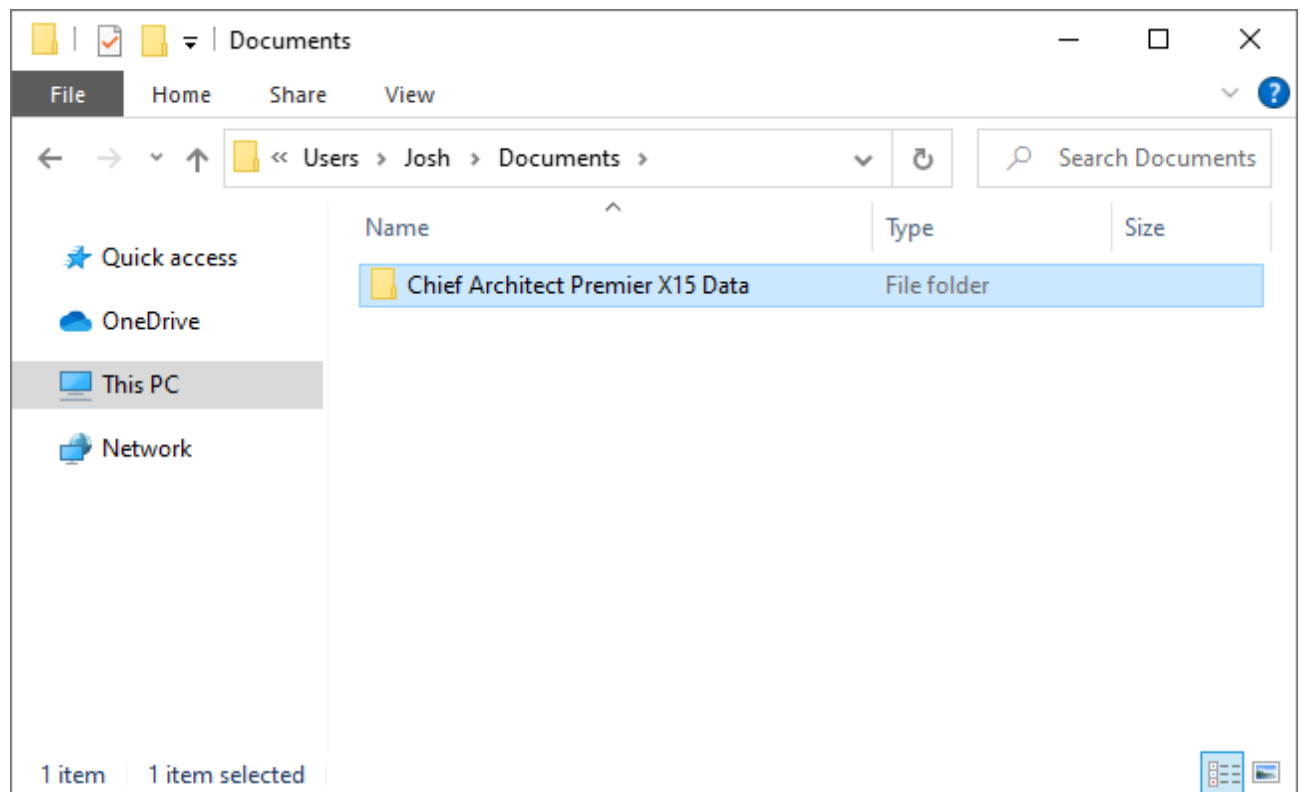 Documents
File Home Share View
« Users > Josh > Documents > Search Documents
Name Type Size
Quick access
Chief Architect Premier X15 Data File folder
OneDrive
This PC
Network
1 item 1 item selected